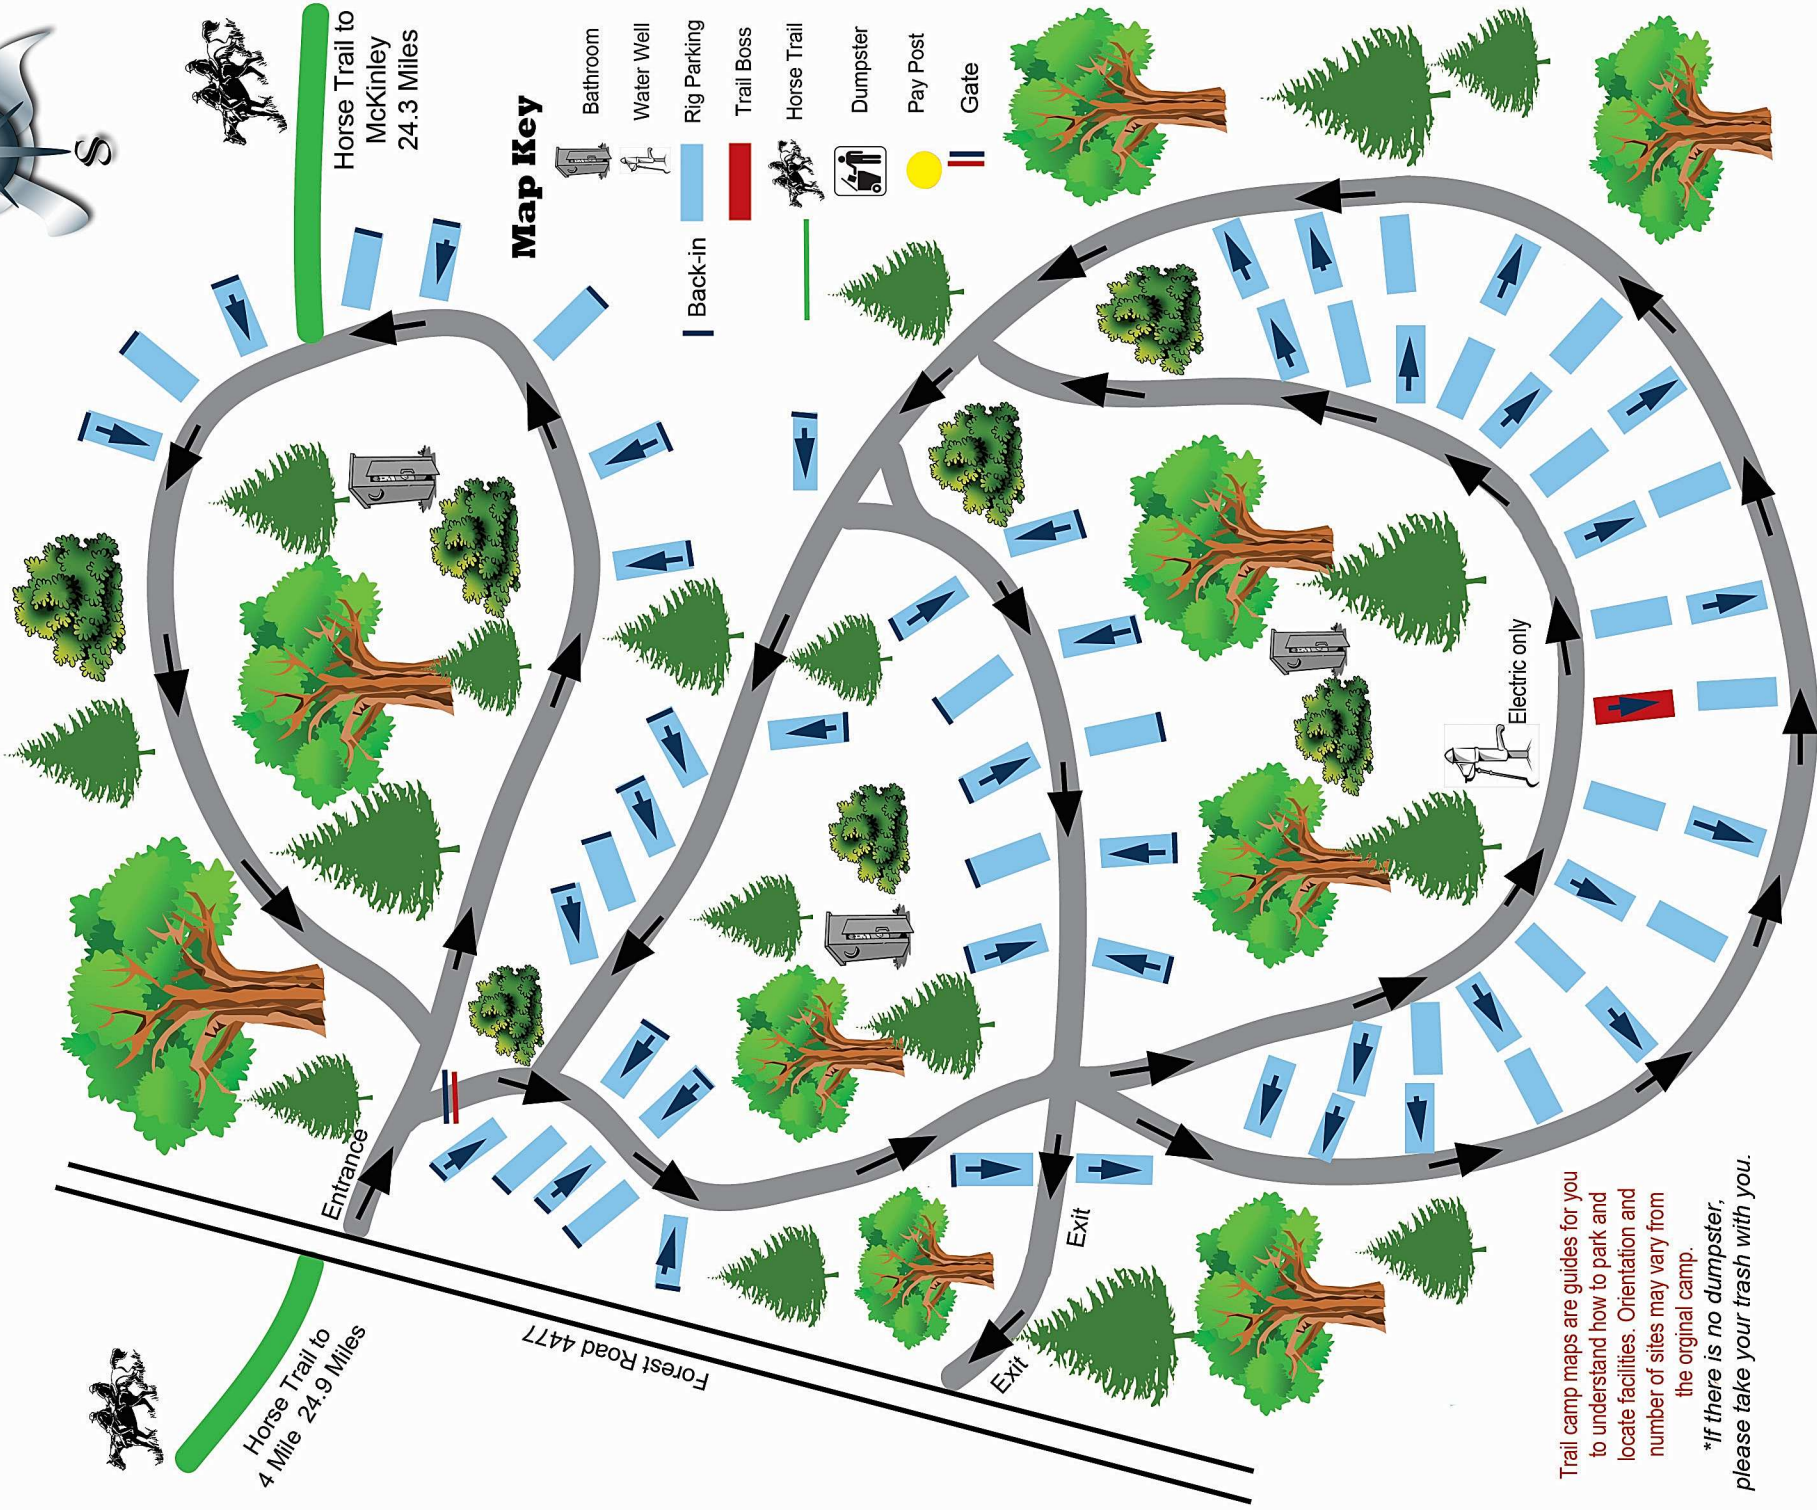 S
Horse Trail to
McKinley
24.3 Miles
Map Key
Bathroom
Water Well
Rig Parking
Back-in
Trail Boss
Horse Trail
Dumpster
Pay Post
Gate
Electric only
Entrance
Exit
Exit
Forest Road 4477
Horse Trail to
4 Mile 24.9 Miles
Trail camp maps are guides for you
to understand how to park and
locate facilities. Orientation and
number of sites may vary from
the orginal camp.
*If there is no dumpster,
please take your trash with you.